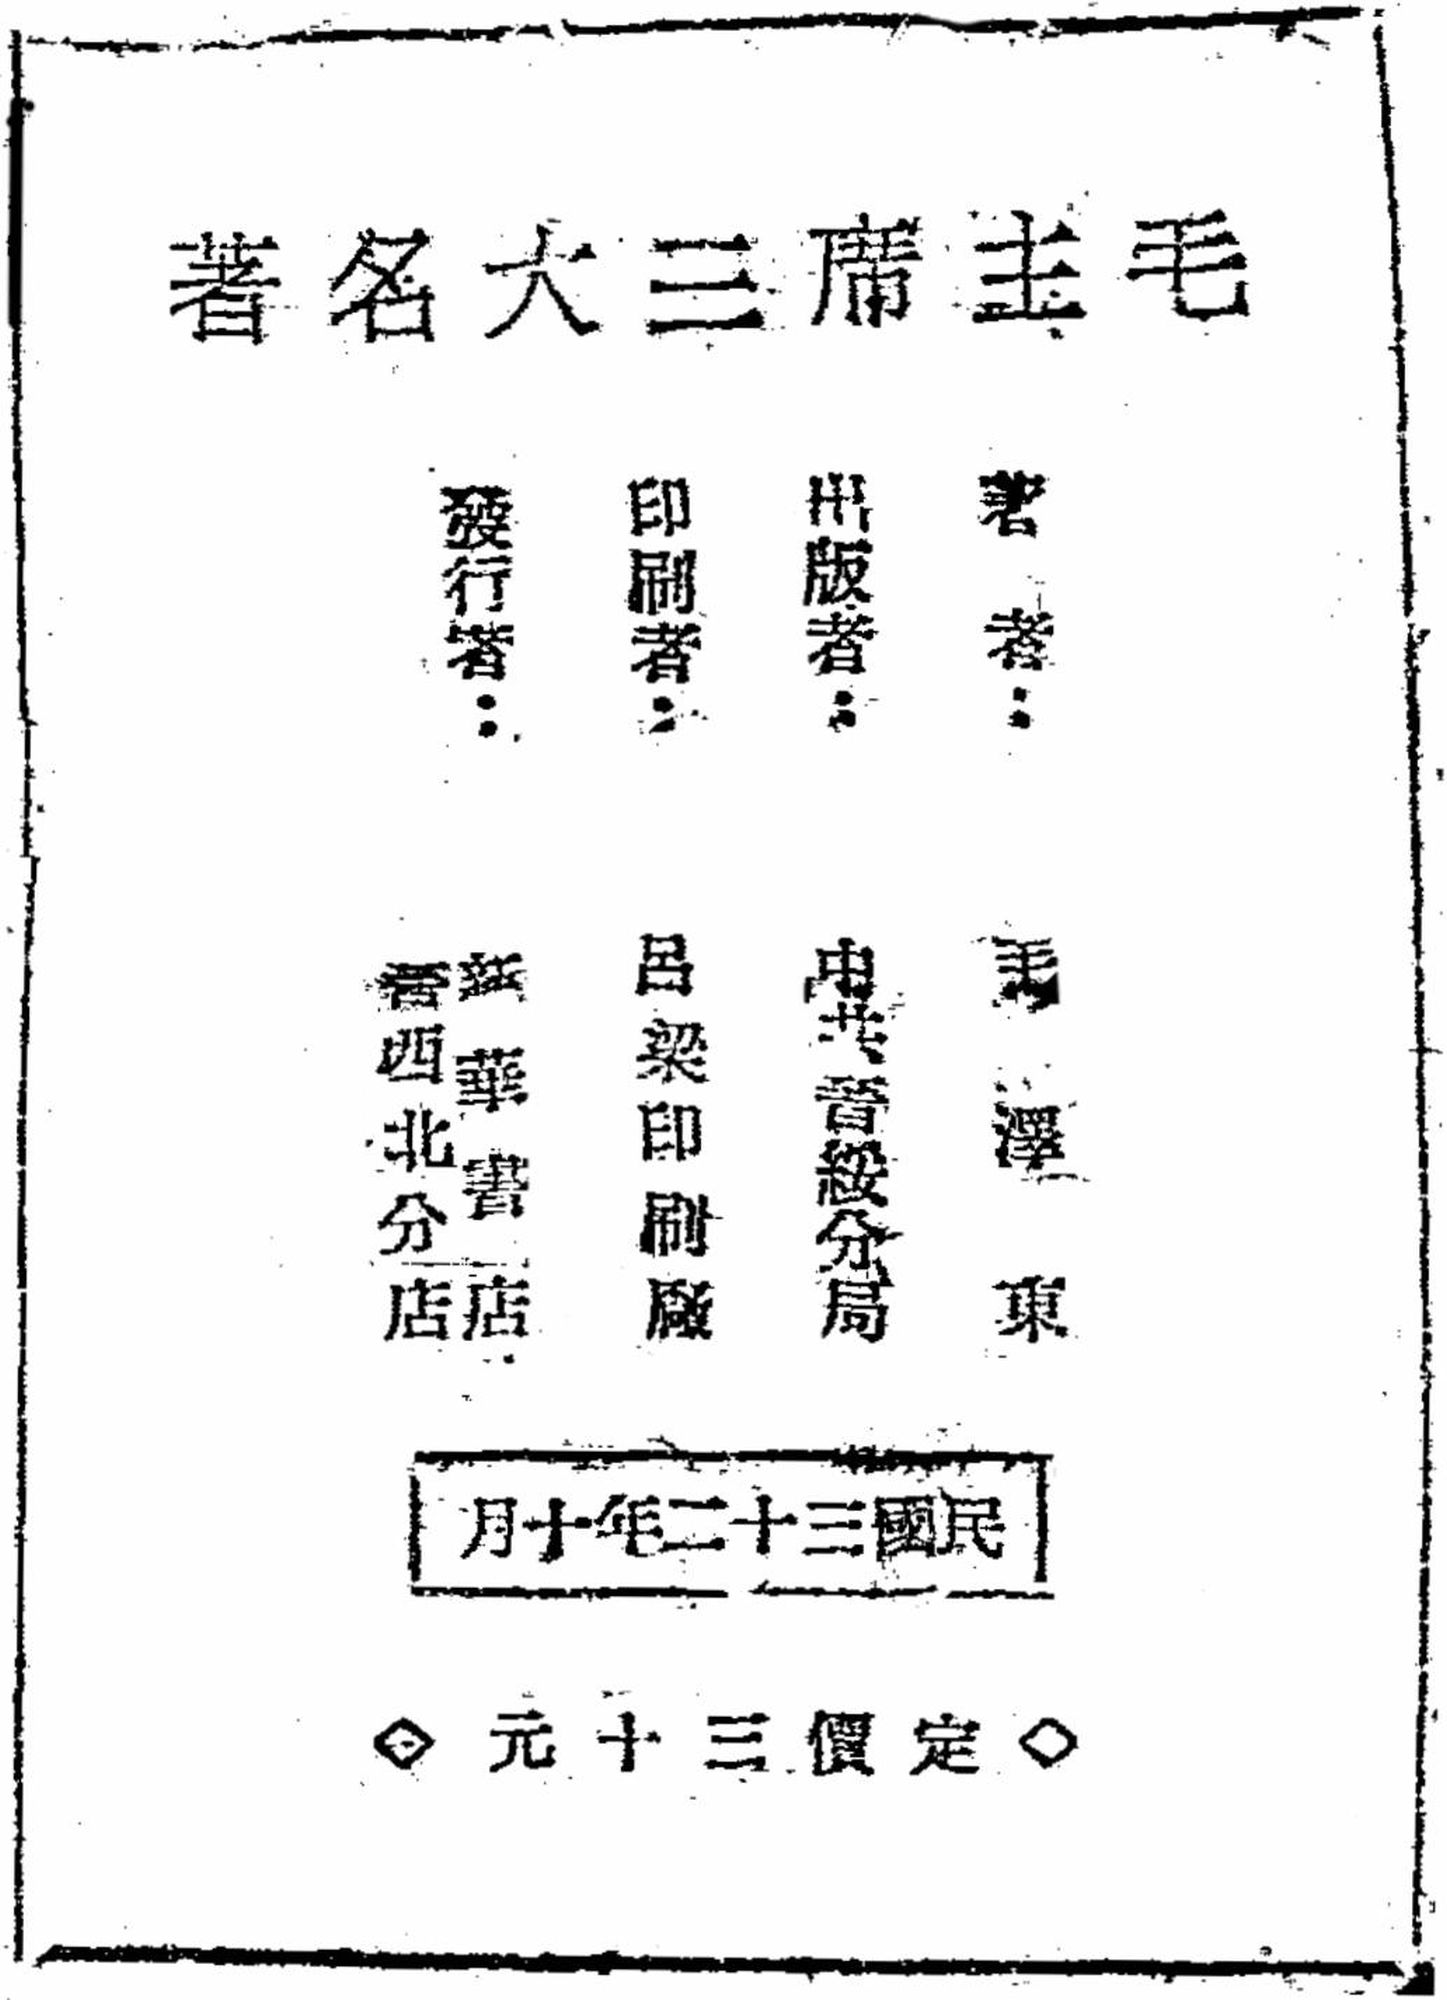 毛主席三大名著
著者：毛澤東
出版者：中共晉綏分局
印刷者：呂梁印刷廠
發行者：新華書店
晉西北分店
民國三十二年十月
◇定價三十元◇